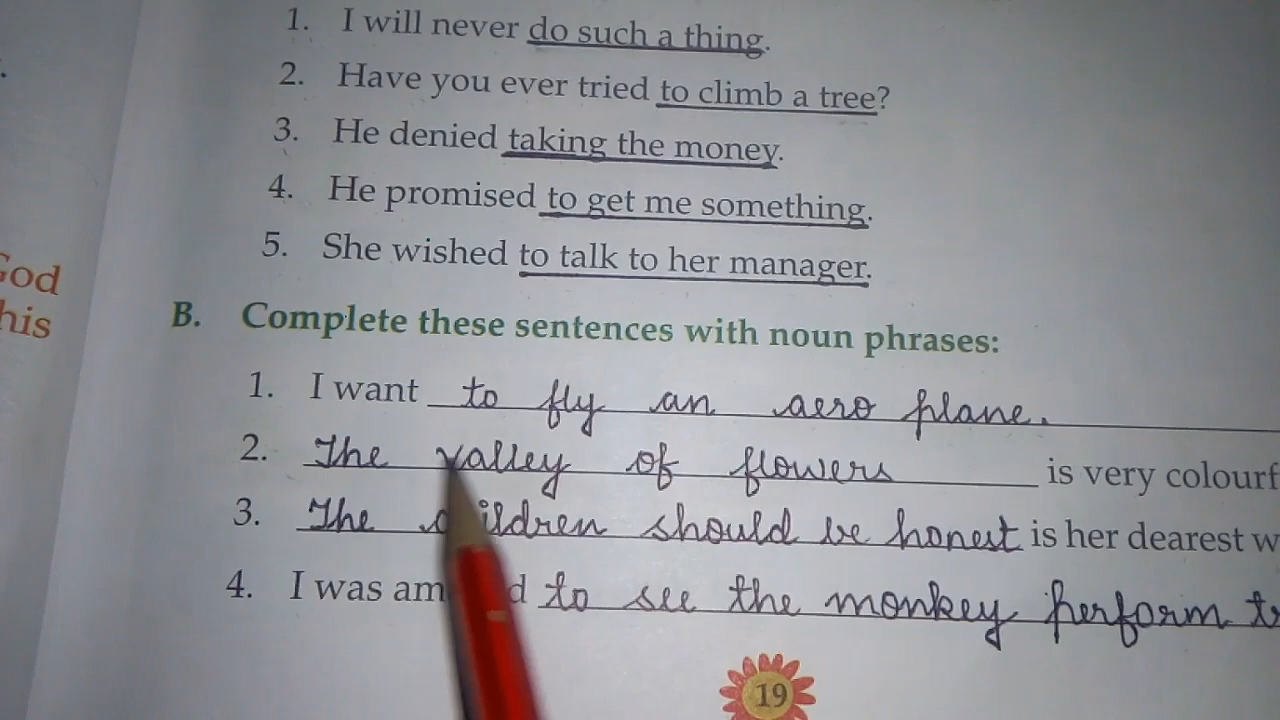 1. I will never do such a thing.
2. Have you ever tried to climb a tree?
3. He denied taking the money.
4. He promised to get me something.
5. She wished to talk to her manager.
God
his
B. Complete these sentences with noun phrases:
1. I want to fly an aero plane.
2. The valley of flowers is very colourf
3. The children should be honest is her dearest w
4. I was am d to see the monkey perform t
19